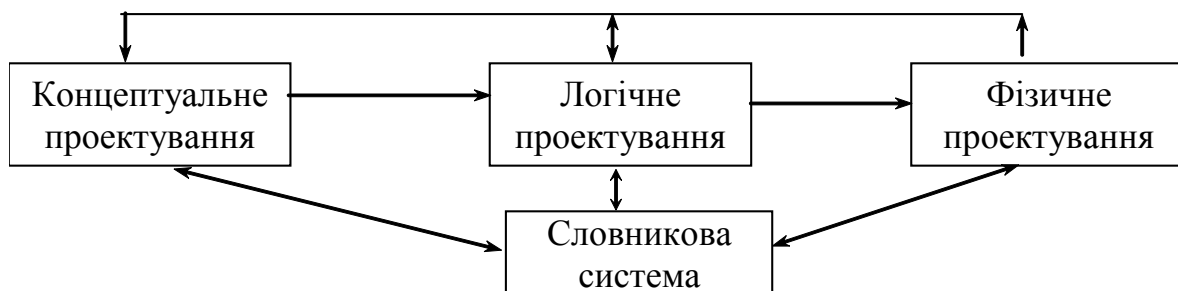 Концептуальне
проектування
Логічне
проектування
Фізичне
проектування
Словникова
система